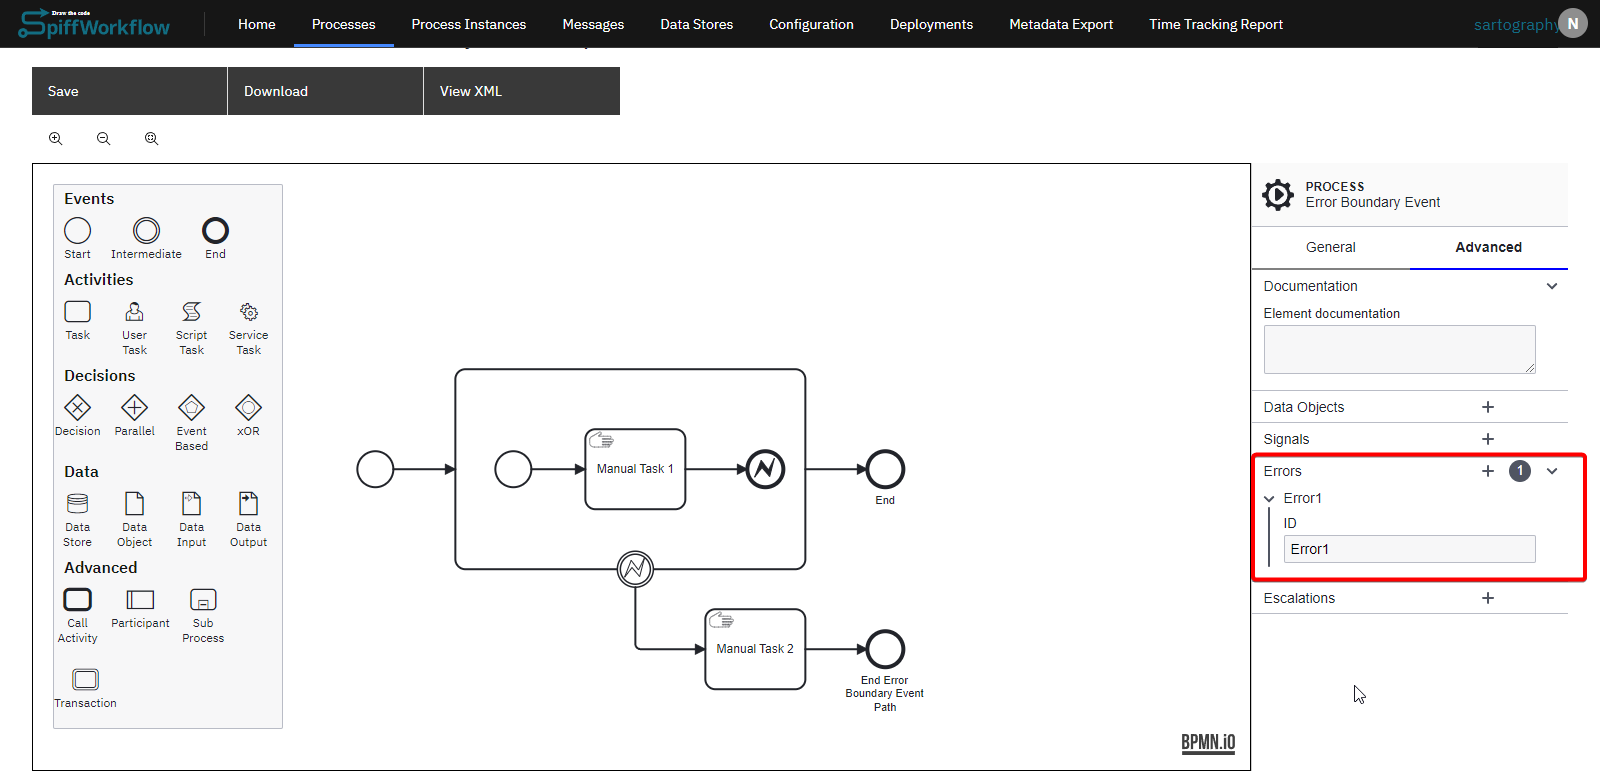 Draw the code
SpiffWorkflow
Home
Processes
Process Instances
Messages
Data Stores
Configuration
Deployments
Metadata Export
Time Tracking Report
sartography
N
Save
Download
View XML
Events
Start
Intermediate
End
Activities
Task
User
Task
Script
Task
Service
Task
Decisions
Decision
Parallel
Event
Based
xOR
Data
Data
Store
Data
Object
Data
Input
Data
Output
Advanced
Call
Activity
Participant
Sub
Process
Transaction
Manual Task 1
End
Manual Task 2
End Error
Boundary Event
Path
BPMN.iO
PROCESS
Error Boundary Event
General
Advanced
Documentation
Element documentation
Data Objects
Signals
Errors
1
Error1
ID
Error1
Escalations